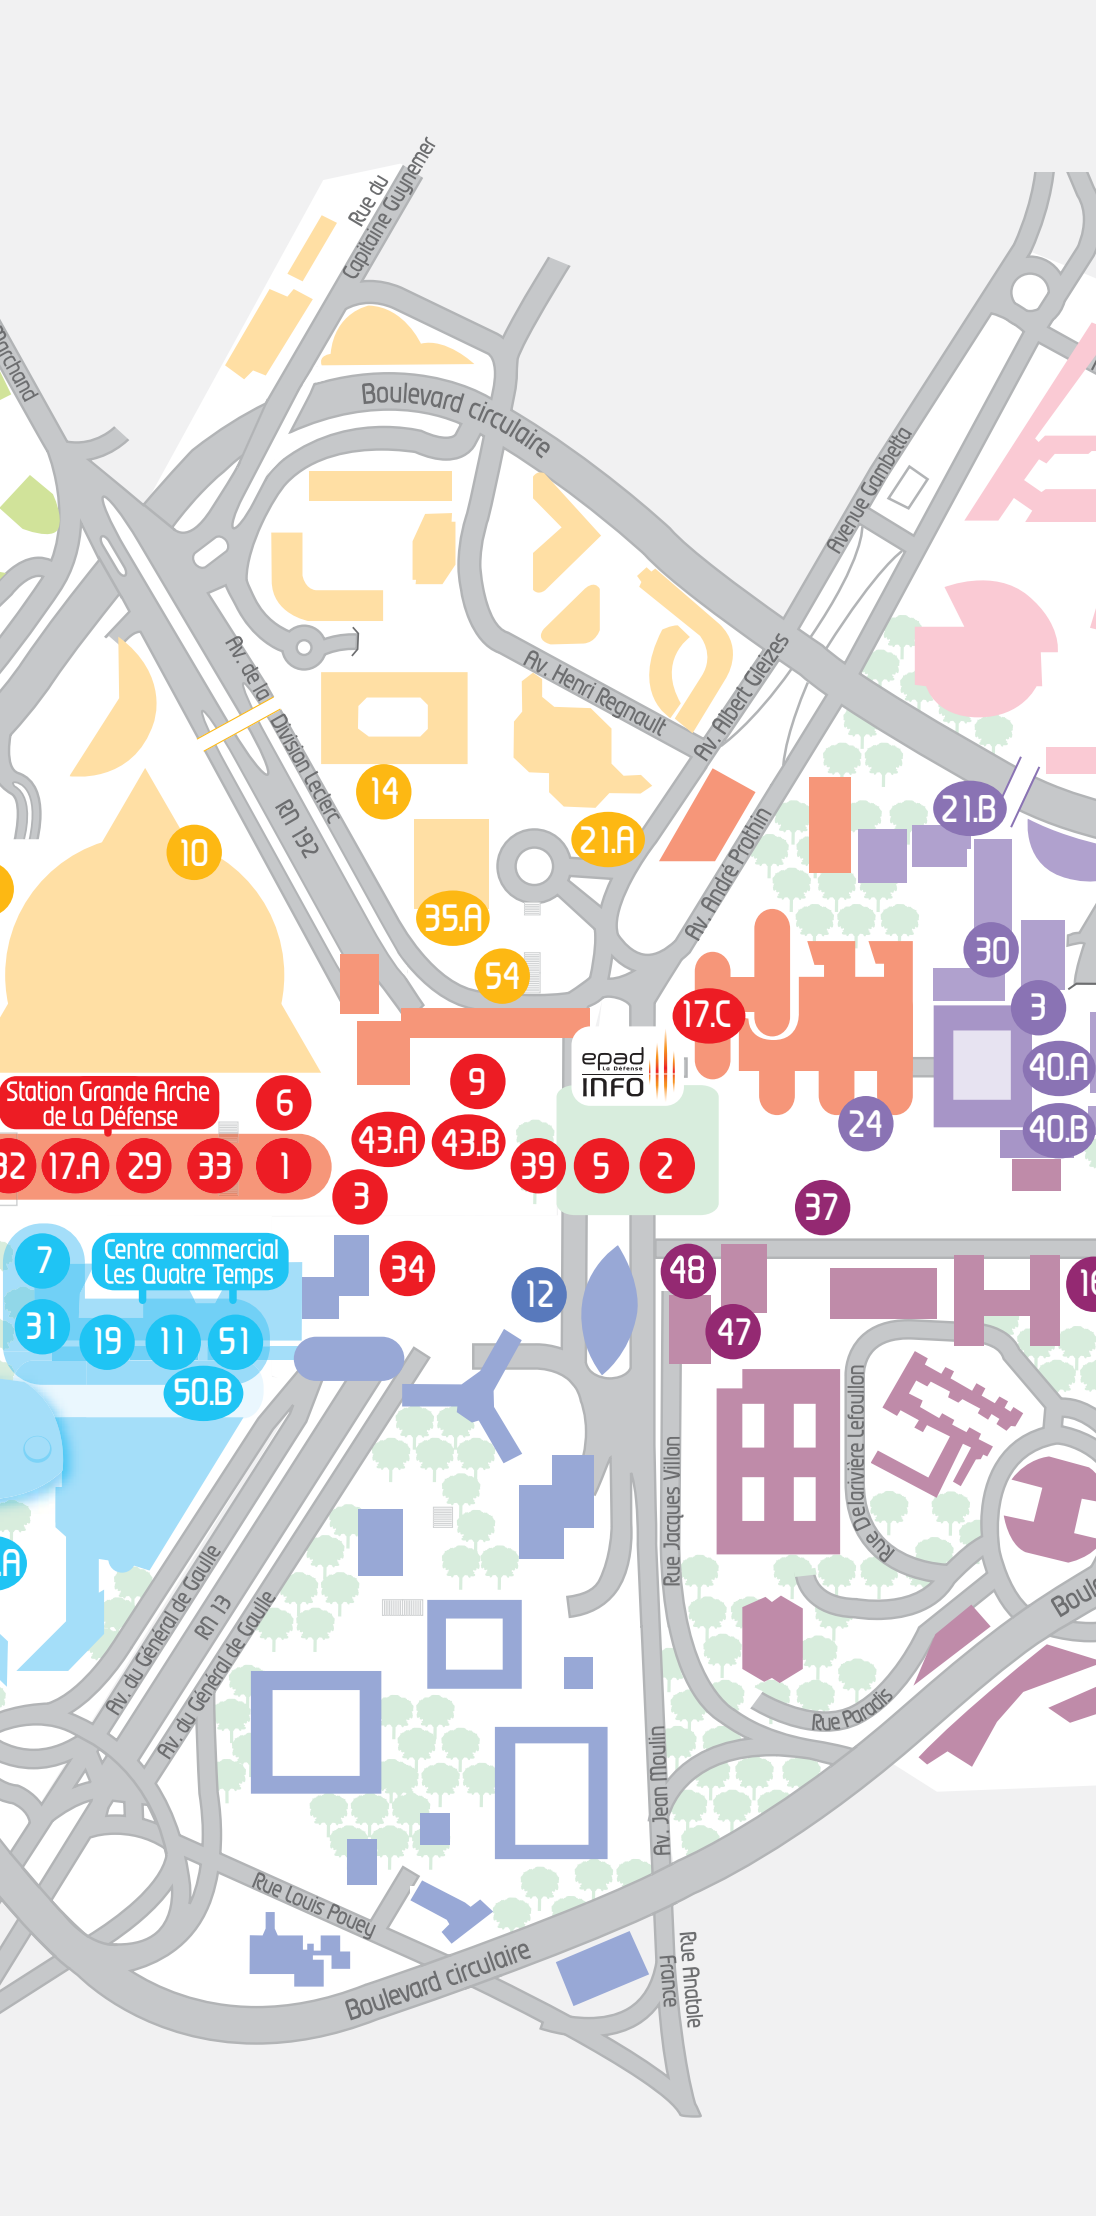 Rue du
Capitaine Guynemer
Boulevard circulaire
Avenue Gambetta
Av. de la Division Leclerc
RN 192
Av. Henri Regnault
Av. Albert Gleizes
Av. André Prothin
14
10
21.A
21.B
35.A
54
30
3
17.C
40.A
40.B
24
epad
La Défense
INFO
Station Grande Arche
de La Défense
6
9
43.A
43.B
32
17.A
29
33
1
39
5
2
3
37
7
Centre commercial
Les Quatre Temps
34
12
48
47
31
19
11
51
50.B
Rue Jacques Villon
Rue Delarivière Lefoullon
Av. du Général de Gaulle
RN 13
Av. du Général de Gaulle
Rue Paradis
Av. Jean Moulin
Rue Louis Pouey
Boulevard circulaire
Rue Anatole
France